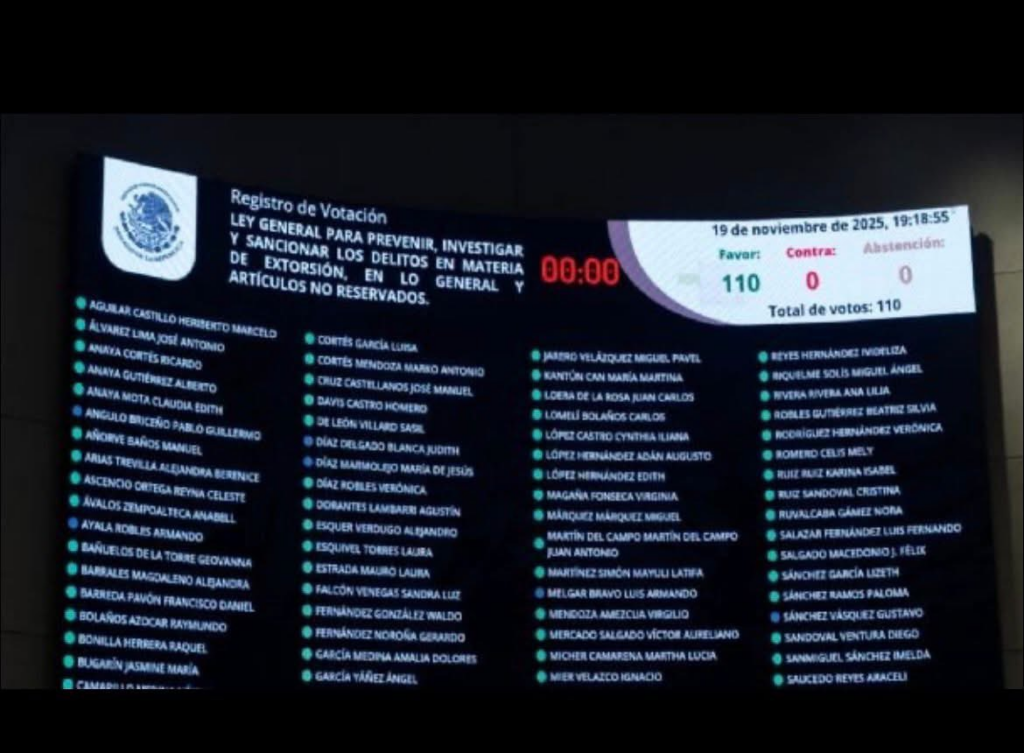 Registro de Votación
LEY GENERAL PARA PREVENIR, INVESTIGAR
Y SANCIONAR LOS DELITOS EN MATERIA
DE EXTORSIÓN, EN LO GENERAL Y
ARTÍCULOS NO RESERVADOS.
00:00
19 de noviembre de 2025, 19:18:55
Favor: Contra: Abstención:
110 0 0
Total de votos: 110
AGUILAR CASTILLO HERIBERTO MARCELO
ÁLVAREZ LIMA JOSÉ ANTONIO
ANAYA CORTÉS RICARDO
ANAYA GUTIÉRREZ ALBERTO
ANAYA MOTA CLAUDIA EDITH
ANGULO BRICEÑO PABLO GUILLERMO
AÑORVE BAÑOS MANUEL
ARIAS TREVILLA ALEJANDRA BERENICE
ASCENCIO ORTEGA REYNA CELESTE
ÁVALOS ZEMPOALTECA ANABELL
AYALA ROBLES ARMANDO
BAÑUELOS DE LA TORRE GEOVANNA
BARRALES MAGDALENO ALEJANDRA
BARREDA PAVÓN FRANCISCO DANIEL
BOLAÑOS AZOCAR RAYMUNDO
BONILLA HERRERA RAQUEL
BUGARÍN JASMINE MARÍA
CORTÉS GARCÍA LUISA
CORTÉS MENDOZA MARKO ANTONIO
CRUZ CASTELLANOS JOSÉ MANUEL
DAVIS CASTRO HOMERO
DE LEÓN VILLARD SASIL
DÍAZ DELGADO BLANCA JUDITH
DÍAZ MARMOLEJO MARÍA DE JESÚS
DÍAZ ROBLES VERÓNICA
DORANTES LAMBARRI AGUSTÍN
ESQUER VERDUGO ALEJANDRO
ESQUIVEL TORRES LAURA
ESTRADA MAURO LAURA
FALCÓN VENEGAS SANDRA LUZ
FERNÁNDEZ GONZÁLEZ WALDO
FERNÁNDEZ NOROÑA GERARDO
GARCÍA MEDINA AMALIA DOLORES
GARCÍA YÁÑEZ ÁNGEL
JARERO VELÁZQUEZ MIGUEL PAVEL
KANTÚN CAN MARÍA MARTINA
LOERA DE LA ROSA JUAN CARLOS
LOMELÍ BOLAÑOS CARLOS
LÓPEZ CASTRO CYNTHIA ILIANA
LÓPEZ HERNÁNDEZ ADÁN AUGUSTO
LÓPEZ HERNÁNDEZ EDITH
MAGAÑA FONSECA VIRGINIA
MÁRQUEZ MÁRQUEZ MIGUEL
MARTÍN DEL CAMPO MARTÍN DEL CAMPO
JUAN ANTONIO
MARTÍNEZ SIMÓN MAYULI LATIFA
MELGAR BRAVO LUIS ARMANDO
MENDOZA AMEZCUA VIRGILIO
MERCADO SALGADO VÍCTOR AURELIANO
MICHER CAMARENA MARTHA LUCIA
MIER VELAZCO IGNACIO
REYES HERNÁNDEZ IVIDELIZA
RIQUELME SOLÍS MIGUEL ÁNGEL
RIVERA RIVERA ANA LILIA
ROBLES GUTIÉRREZ BEATRIZ SILVIA
RODRÍGUEZ HERNÁNDEZ VERÓNICA
ROMERO CELIS MELY
RUIZ RUIZ KARINA ISABEL
RUIZ SANDOVAL CRISTINA
RUVALCABA GÁMEZ NORA
SALAZAR FERNÁNDEZ LUIS FERNANDO
SALGADO MACEDONIO J. FÉLIX
SÁNCHEZ GARCÍA LIZETH
SÁNCHEZ RAMOS PALOMA
SÁNCHEZ VÁSQUEZ GUSTAVO
SANDOVAL VENTURA DIEGO
SANMIGUEL SÁNCHEZ IMELDA
SAUCEDO REYES ARACELI